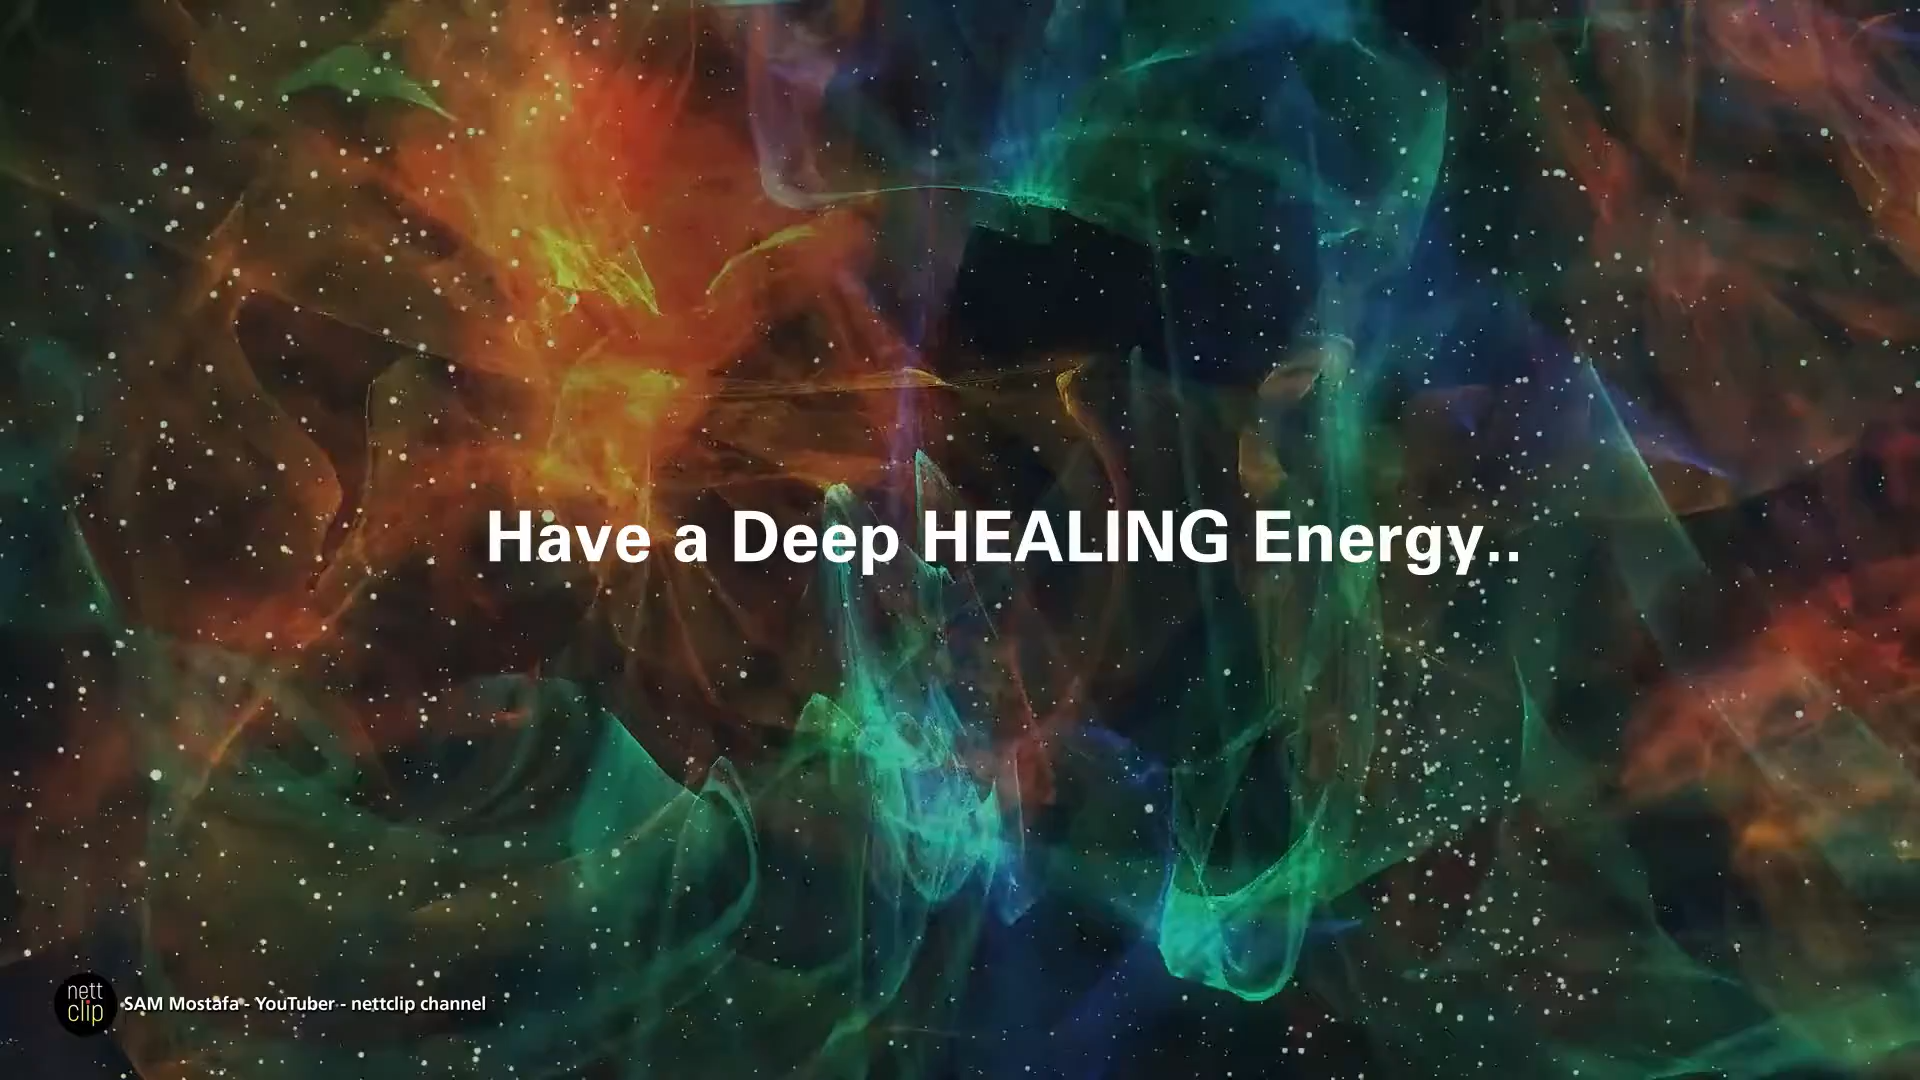 Have a Deep HEALING Energy..
nett
clip
SAM Mostafa - YouTuber - nettclip channel